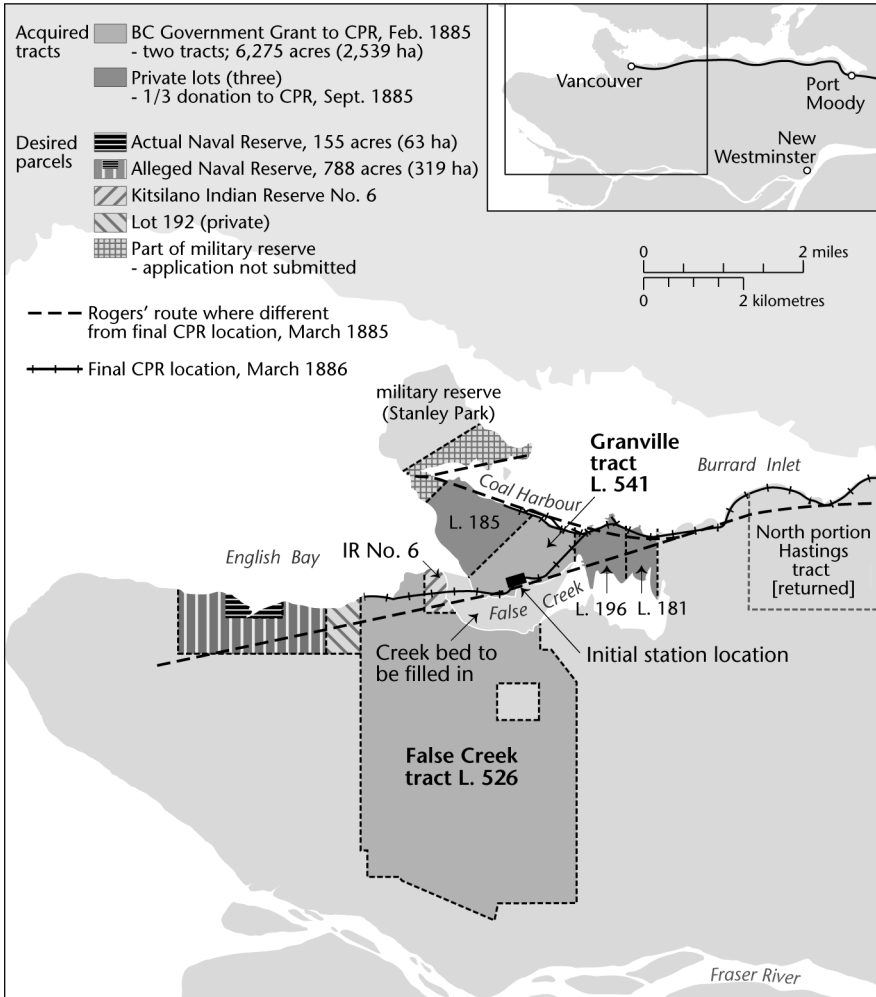 Acquired
tracts
BC Government Grant to CPR, Feb. 1885
- two tracts; 6,275 acres (2,539 ha)
Private lots (three)
- 1/3 donation to CPR, Sept. 1885
Desired
parcels
Actual Naval Reserve, 155 acres (63 ha)
Alleged Naval Reserve, 788 acres (319 ha)
Kitsilano Indian Reserve No. 6
Lot 192 (private)
Part of military reserve
- application not submitted
Rogers' route where different
from final CPR location, March 1885
Final CPR location, March 1886
Vancouver
Port
Moody
New
Westminster
0 2 miles
0 2 kilometres
military reserve
(Stanley Park)
Granville
tract
L. 541
Burrard Inlet
Coal Harbour
L. 185
North portion
Hastings
tract
[returned]
English Bay
IR No. 6
False Creek
L. 196
L. 181
Creek bed to
be filled in
Initial station location
False Creek
tract L. 526
Fraser River